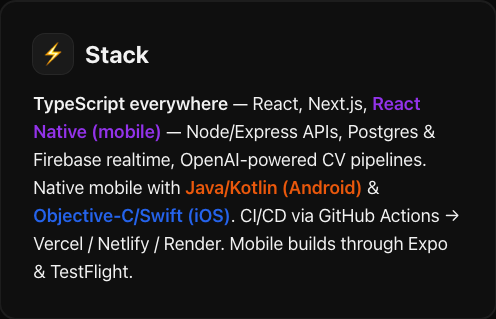 ⚡ Stack
TypeScript everywhere — React, Next.js, React
Native (mobile) — Node/Express APIs, Postgres &
Firebase realtime, OpenAI-powered CV pipelines.
Native mobile with Java/Kotlin (Android) &
Objective-C/Swift (iOS). CI/CD via GitHub Actions →
Vercel / Netlify / Render. Mobile builds through Expo
& TestFlight.